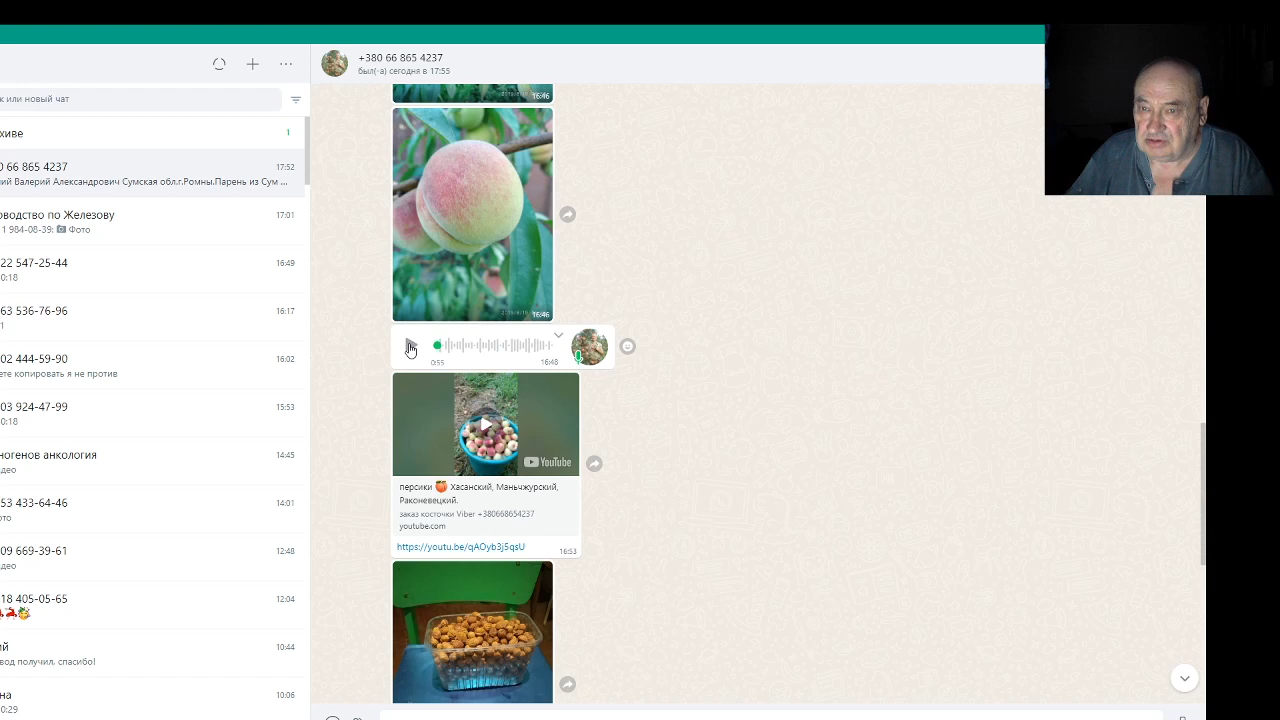 +380 66 865 4237
был(-а) сегодня в 17:55
к или новый чат
хиве
1
0 66 865 4237
17:52
ий Валерий Александрович Сумская обл.г.Ромны.Парень из Сум ...
оводство по Железову
17:01
1 984-08-39: Фото
22 547-25-44
16:49
0:18
63 536-76-96
16:17
1
02 444-59-90
16:02
ете копировать я не против
03 924-47-99
15:53
0:18
ногенов анкология
14:45
део
53 433-64-46
14:01
то
09 669-39-61
12:48
део
18 405-05-65
12:04
ий
10:44
вод получил, спасибо!
на
10:06
0:29
16:46
16:46
0:55
16:48
YouTube
персики 🍑 Хасанский, Маньчжурский,
Раконевецкий.
заказ косточки Viber +380668654237
youtube.com
https://youtu.be/qAOyb3j5qsU
16:53